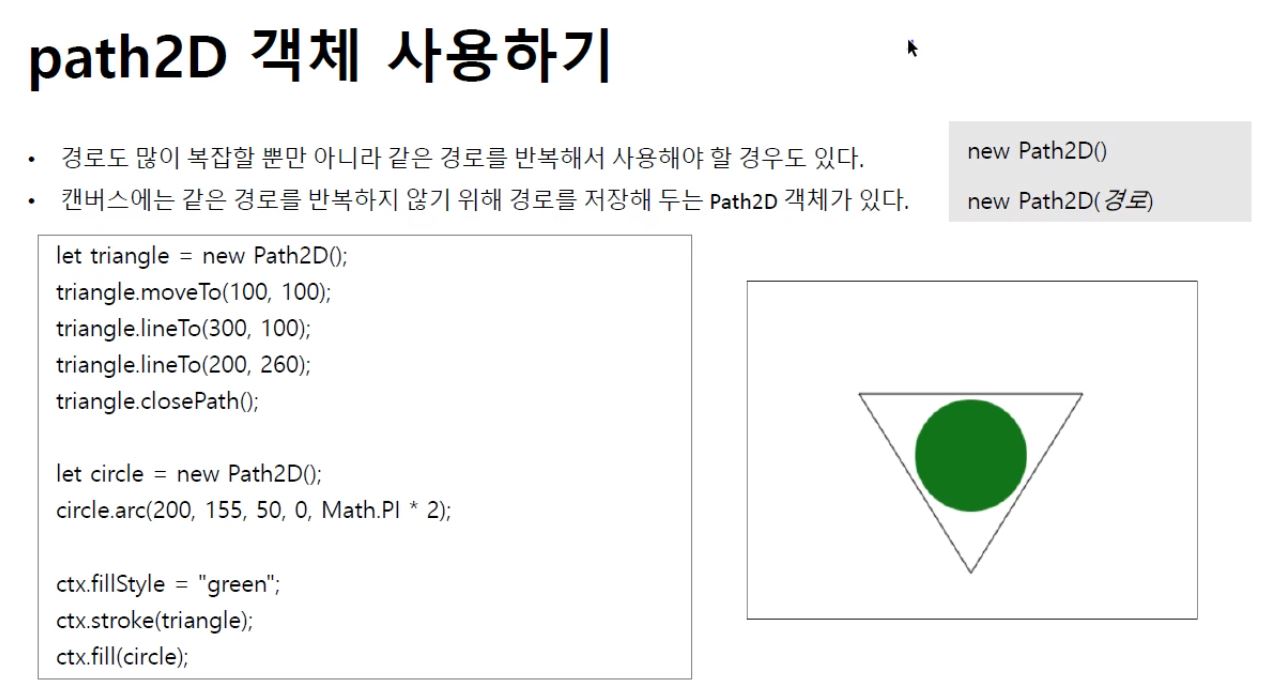 path2D 객체 사용하기
• 경로도 많이 복잡할 뿐만 아니라 같은 경로를 반복해서 사용해야 할 경우도 있다.
• 캔버스에는 같은 경로를 반복하지 않기 위해 경로를 저장해 두는 Path2D 객체가 있다.
new Path2D()
new Path2D(경로)
let triangle = new Path2D();
triangle.moveTo(100, 100);
triangle.lineTo(300, 100);
triangle.lineTo(200, 260);
triangle.closePath();
let circle = new Path2D();
circle.arc(200, 155, 50, 0, Math.PI * 2);
ctx.fillStyle = "green";
ctx.stroke(triangle);
ctx.fill(circle);